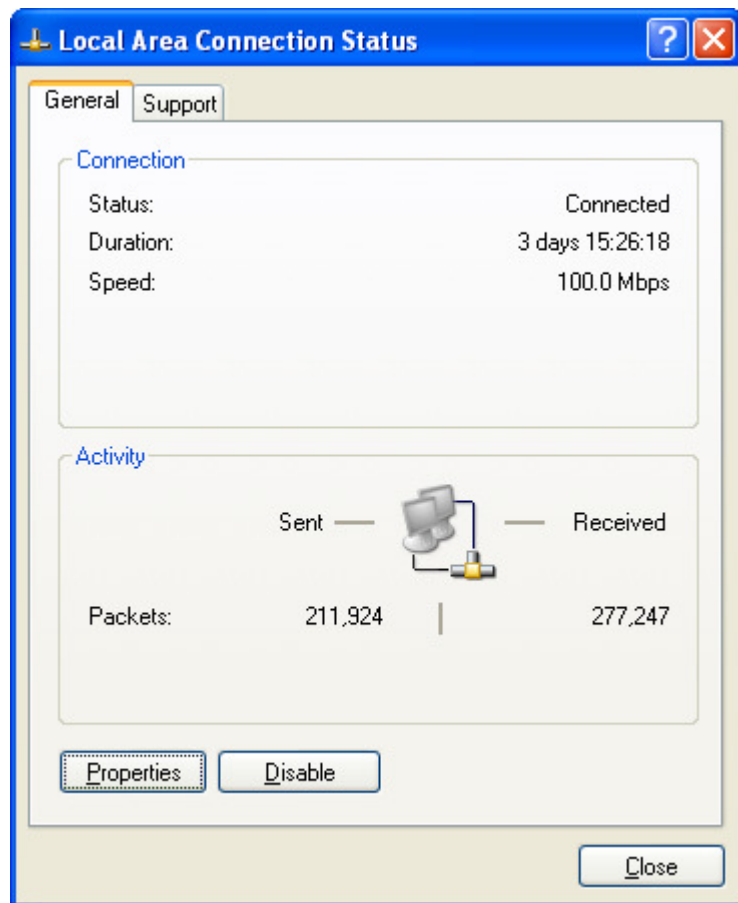 Local Area Connection Status
General Support
Connection
Status: Connected
Duration: 3 days 15:26:18
Speed: 100.0 Mbps
Activity
Sent Received
Packets: 211,924 277,247
Properties Disable
Close